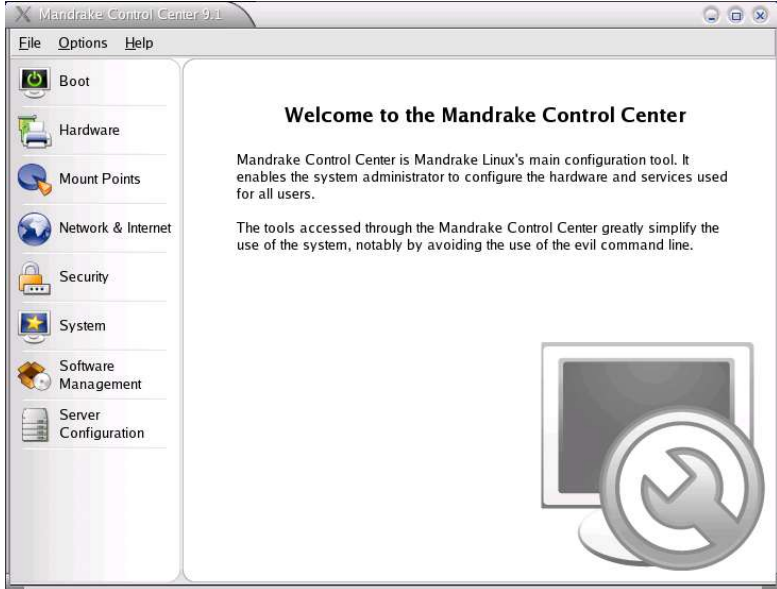 Mandrake Control Center 9.1
File Options Help
Boot
Hardware
Mount Points
Network & Internet
Security
System
Software
Management
Server
Configuration
Welcome to the Mandrake Control Center
Mandrake Control Center is Mandrake Linux's main configuration tool. It
enables the system administrator to configure the hardware and services used
for all users.
The tools accessed through the Mandrake Control Center greatly simplify the
use of the system, notably by avoiding the use of the evil command line.